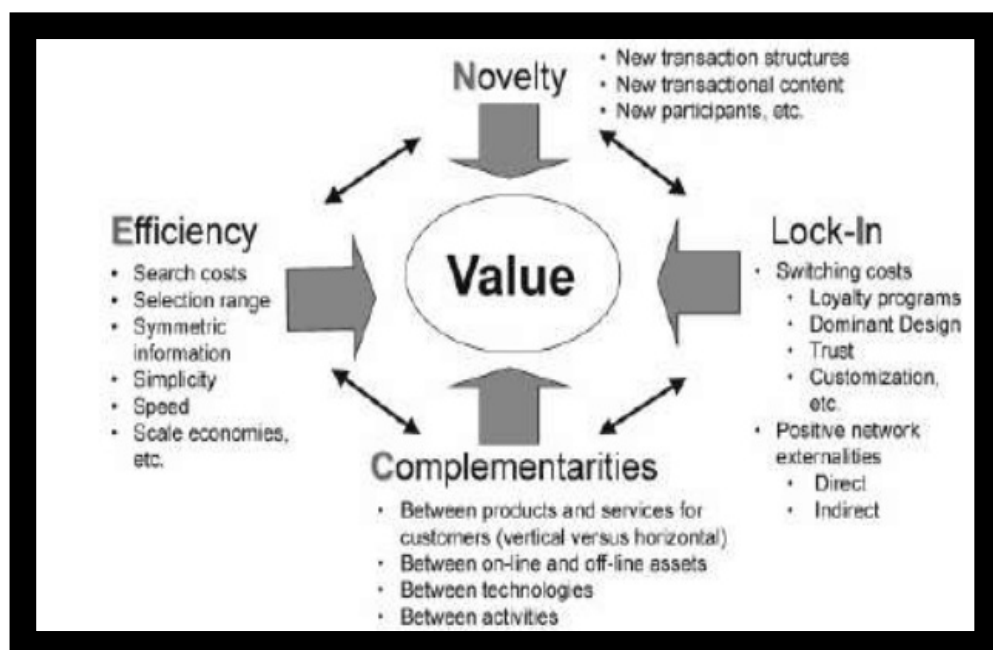 Novelty
• New transaction structures
• New transactional content
• New participants, etc.
Efficiency
• Search costs
• Selection range
• Symmetric
information
• Simplicity
• Speed
• Scale economies,
etc.
Value
Lock-In
• Switching costs
• Loyalty programs
• Dominant Design
• Trust
• Customization,
etc.
• Positive network
externalities
• Direct
• Indirect
Complementarities
• Between products and services for
customers (vertical versus horizontal)
• Between on-line and off-line assets
• Between technologies
• Between activities